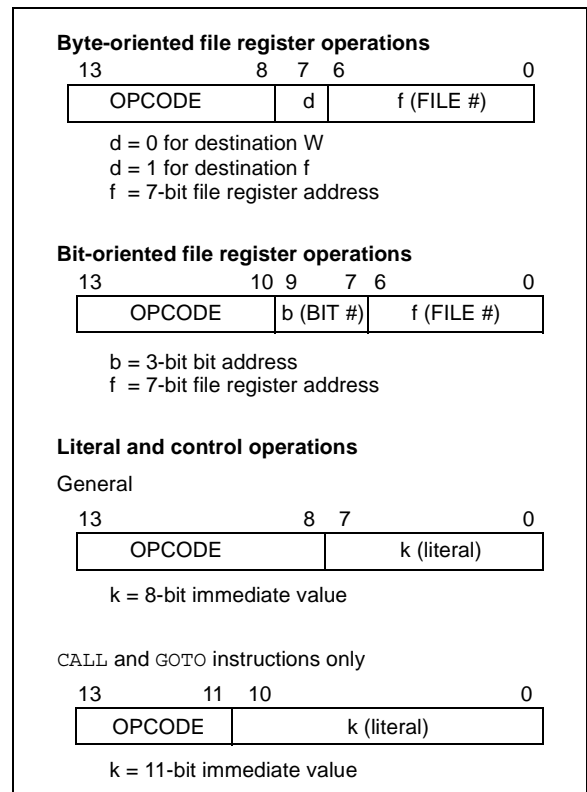 Byte-oriented file register operations
13 8 7 6 0
OPCODE d f (FILE #)
d = 0 for destination W
d = 1 for destination f
f = 7-bit file register address
Bit-oriented file register operations
13 10 9 7 6 0
OPCODE b (BIT #) f (FILE #)
b = 3-bit bit address
f = 7-bit file register address
Literal and control operations
General
13 8 7 0
OPCODE k (literal)
k = 8-bit immediate value
CALL and GOTO instructions only
13 11 10 0
OPCODE k (literal)
k = 11-bit immediate value